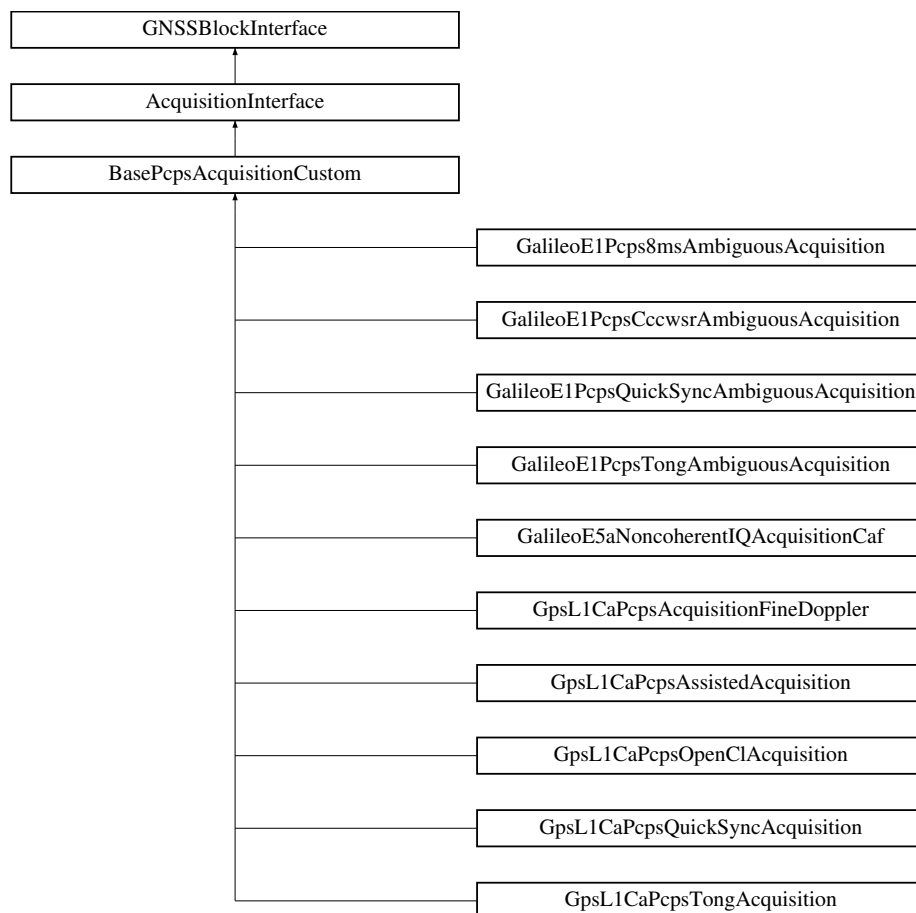 GNSSBlockInterface
AcquisitionInterface
BasePcpsAcquisitionCustom
GalileoE1Pcps8msAmbiguousAcquisition
GalileoE1PcpsCccwsrAmbiguousAcquisition
GalileoE1PcpsQuickSyncAmbiguousAcquisition
GalileoE1PcpsTongAmbiguousAcquisition
GalileoE5aNoncoherentIQAcquisitionCaf
GpsL1CaPcpsAcquisitionFineDoppler
GpsL1CaPcpsAssistedAcquisition
GpsL1CaPcpsOpenClAcquisition
GpsL1CaPcpsQuickSyncAcquisition
GpsL1CaPcpsTongAcquisition